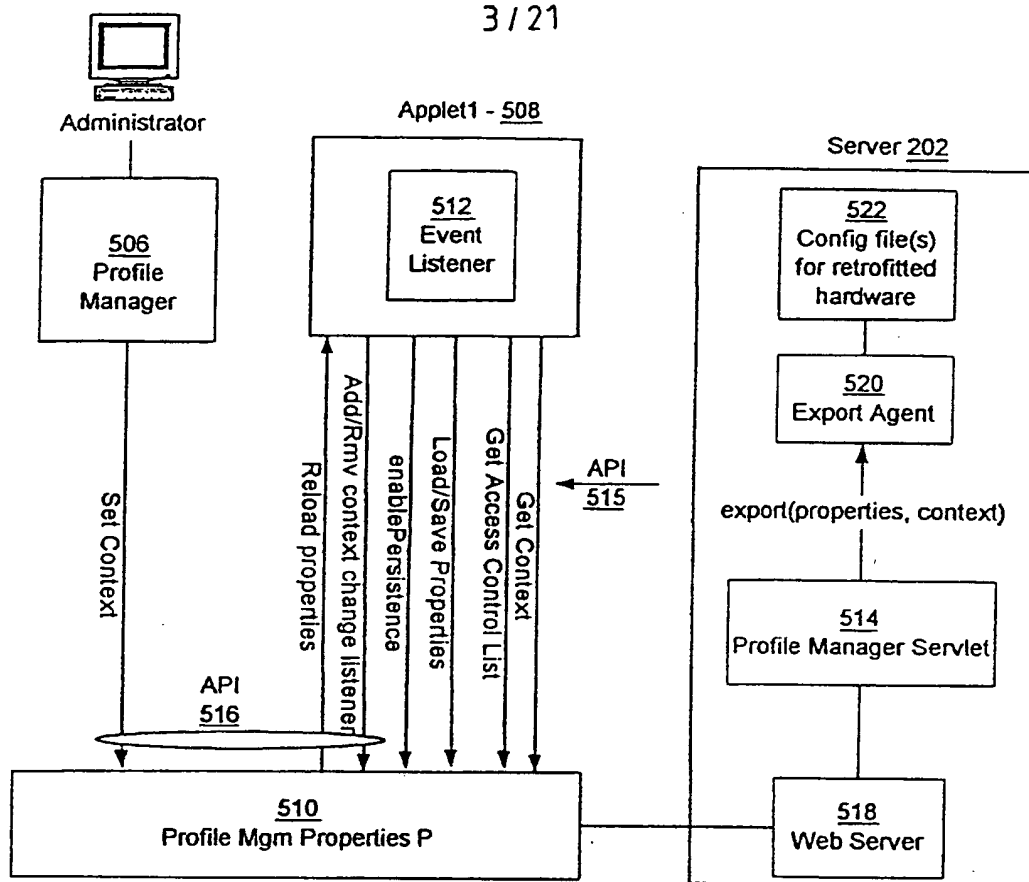 3/21
Administrator
506
Profile
Manager
Applet1 - 508
512
Event
Listener
Server 202
522
Config file(s)
for retrofitted
hardware
520
Export Agent
export(properties, context)
514
Profile Manager Servlet
518
Web Server
Set Context
Reload properties
Add/Rmv context change listener
enablePersistence
Load/Save Properties
Get Access Control List
Get Context
API
515
API
516
510
Profile Mgm Properties P